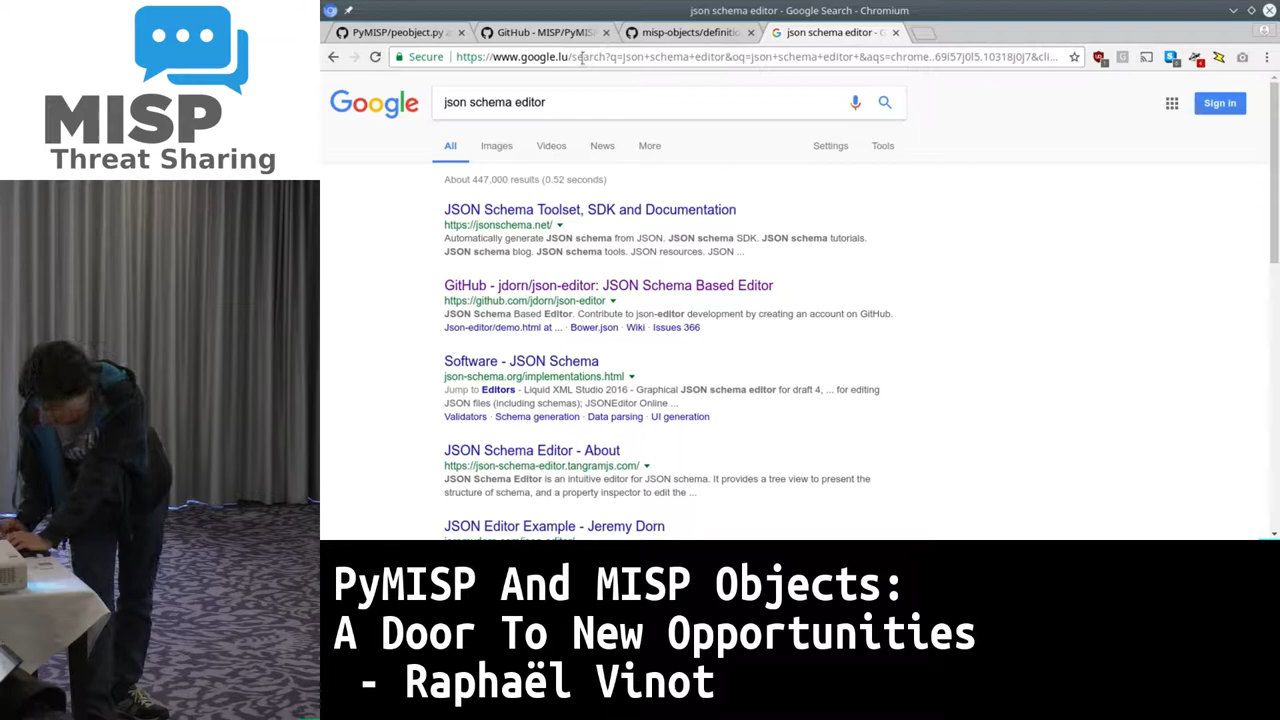 MISP
Threat Sharing
json schema editor - Google Search - Chromium
PyMISP/peobject.py a
GitHub - MISP/PyMIS
misp-objects/definitio
json schema editor - G
Secure
https://www.google.lu/search?q=json+schema+editor&oq=json+schema+editor+&aqs=chrome..69i57j0l5.10318j0j7&cli...
Google
json schema editor
Sign in
All
Images
Videos
News
More
Settings
Tools
About 447,000 results (0.52 seconds)
JSON Schema Toolset, SDK and Documentation
https://jsonschema.net/
Automatically generate JSON schema from JSON. JSON schema SDK. JSON schema tutorials.
JSON schema blog. JSON schema tools. JSON resources. JSON ...
GitHub - jdorn/json-editor: JSON Schema Based Editor
https://github.com/jdorn/json-editor
JSON Schema Based Editor. Contribute to json-editor development by creating an account on GitHub.
Json-editor/demo.html at ... · Bower.json · Wiki · Issues 366
Software - JSON Schema
json-schema.org/implementations.html
Jump to Editors - Liquid XML Studio 2016 - Graphical JSON schema editor for draft 4, ... for editing
JSON files (including schemas); JSONEditor Online ...
Validators · Schema generation · Data parsing · UI generation
JSON Schema Editor - About
https://json-schema-editor.tangramjs.com/
JSON Schema Editor is an intuitive editor for JSON schema. It provides a tree view to present the
structure of schema, and a property inspector to edit the ...
JSON Editor Example - Jeremy Dorn
PyMISP And MISP Objects:
A Door To New Opportunities
- Raphaël Vinot